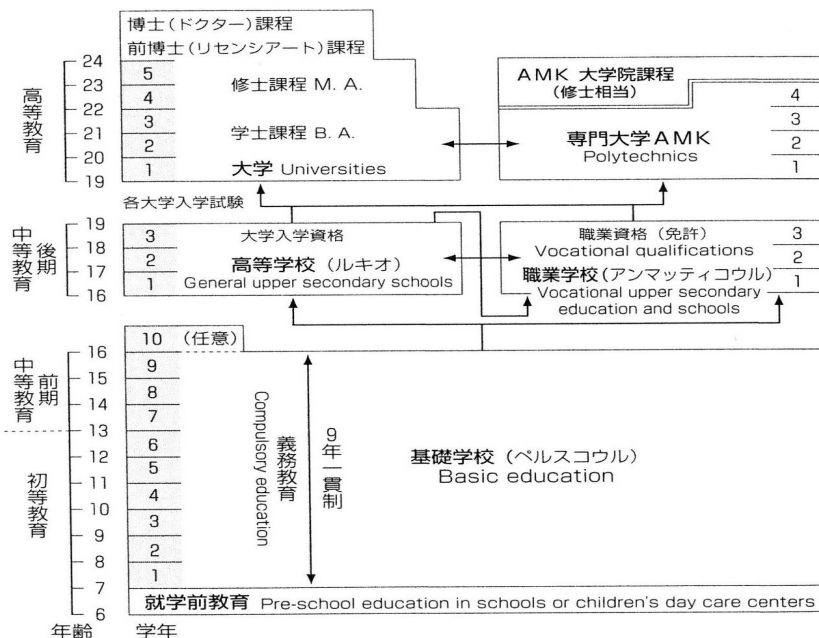 博士（ドクター）課程
前博士（リセンシアート）課程
高等教育
24
23
22
21
20
19
5
4
3
2
1
修士課程 M. A.
学士課程 B. A.
大学 Universities
AMK 大学院課程
（修士相当）
専門大学AMK
Polytechnics
4
3
2
1
各大学入学試験
後期
中等教育
19
18
17
16
3
2
1
大学入学資格
高等学校（ルキオ）
General upper secondary schools
職業資格（免許）
Vocational qualifications
職業学校（アンマッティコウル）
Vocational upper secondary
education and schools
3
2
1
前期
中等教育
初等教育
16
15
14
13
12
11
10
9
8
7
6
10 （任意）
9
8
7
6
5
4
3
2
1
義務教育
Compulsory education
9年一貫制
基礎学校（ペルスコウル）
Basic education
就学前教育 Pre-school education in schools or children's day care centers
年齢 学年